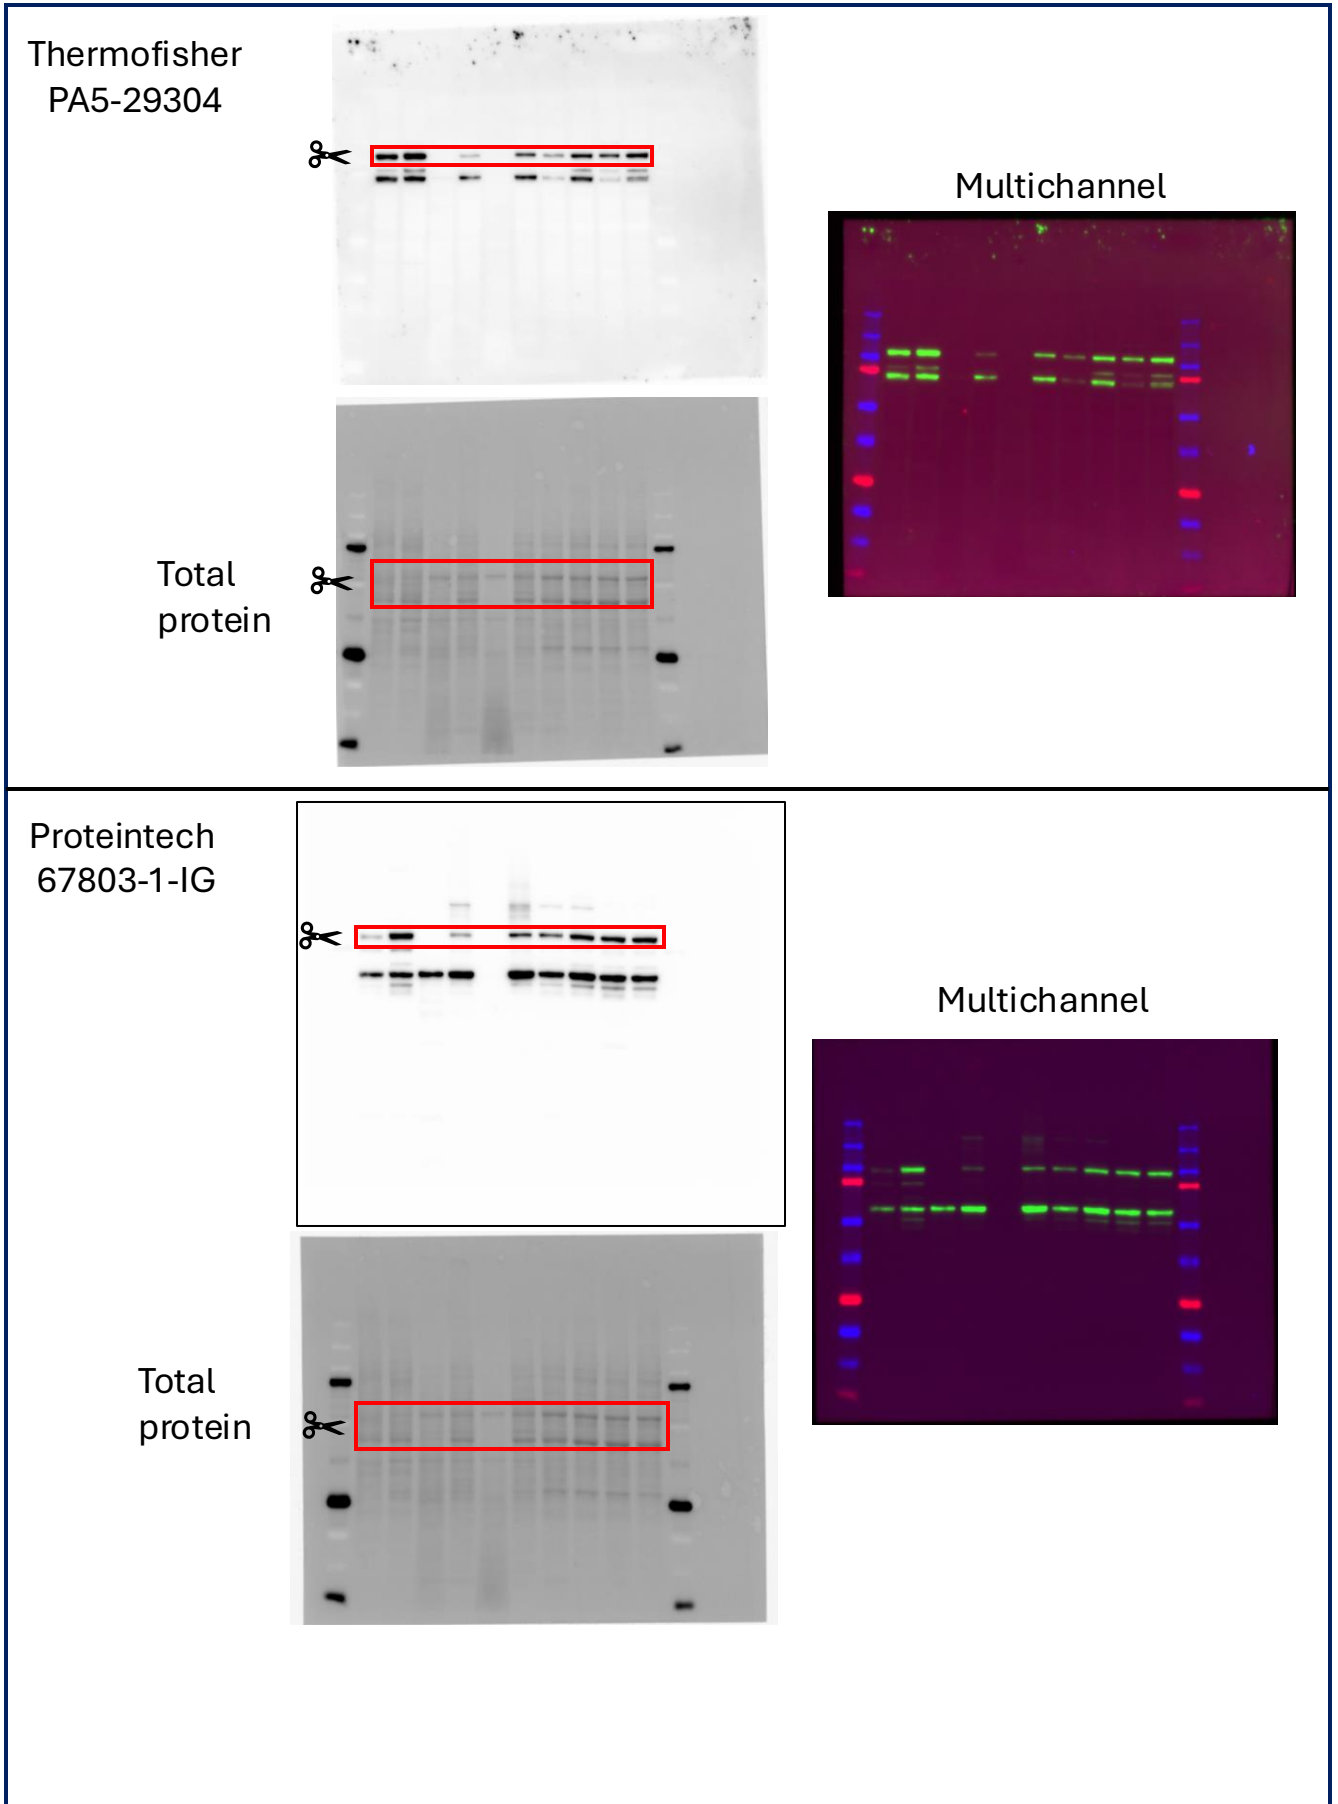 Thermofisher
PA5-29304
Multichannel
Total
protein
Proteintech
67803-1-IG
Multichannel
Total
protein